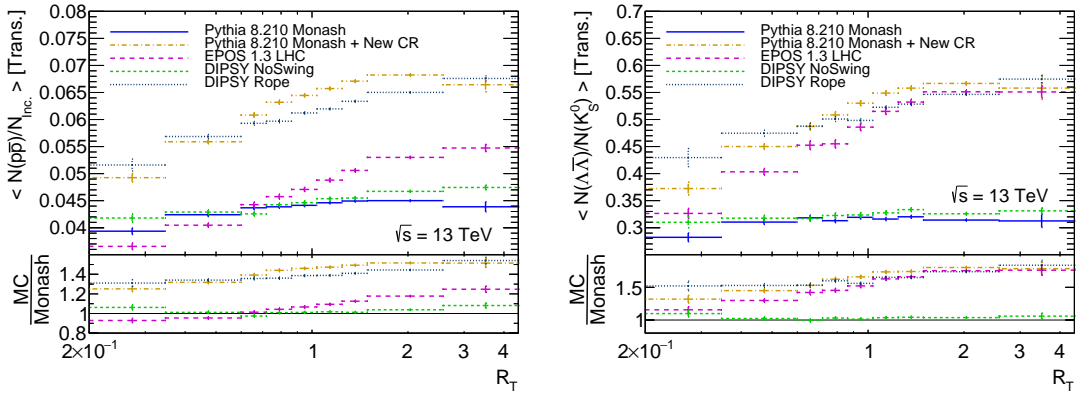 0.08
0.075
0.07
0.065
0.06
0.055
0.05
0.045
0.04
< N(pp̅)/N_Inc. > [Trans.]
Pythia 8.210 Monash
Pythia 8.210 Monash + New CR
EPOS 1.3 LHC
DIPSY NoSwing
DIPSY Rope
√s = 13 TeV
MC
Monash
1.4
1.2
1
0.8
2×10⁻¹
1
2
3
4
R_T
0.7
0.65
0.6
0.55
0.5
0.45
0.4
0.35
0.3
< N(ΛΛ̅)/N(K⁰_S) > [Trans.]
Pythia 8.210 Monash
Pythia 8.210 Monash + New CR
EPOS 1.3 LHC
DIPSY NoSwing
DIPSY Rope
√s = 13 TeV
MC
Monash
1.5
1
2×10⁻¹
1
2
3
4
R_T